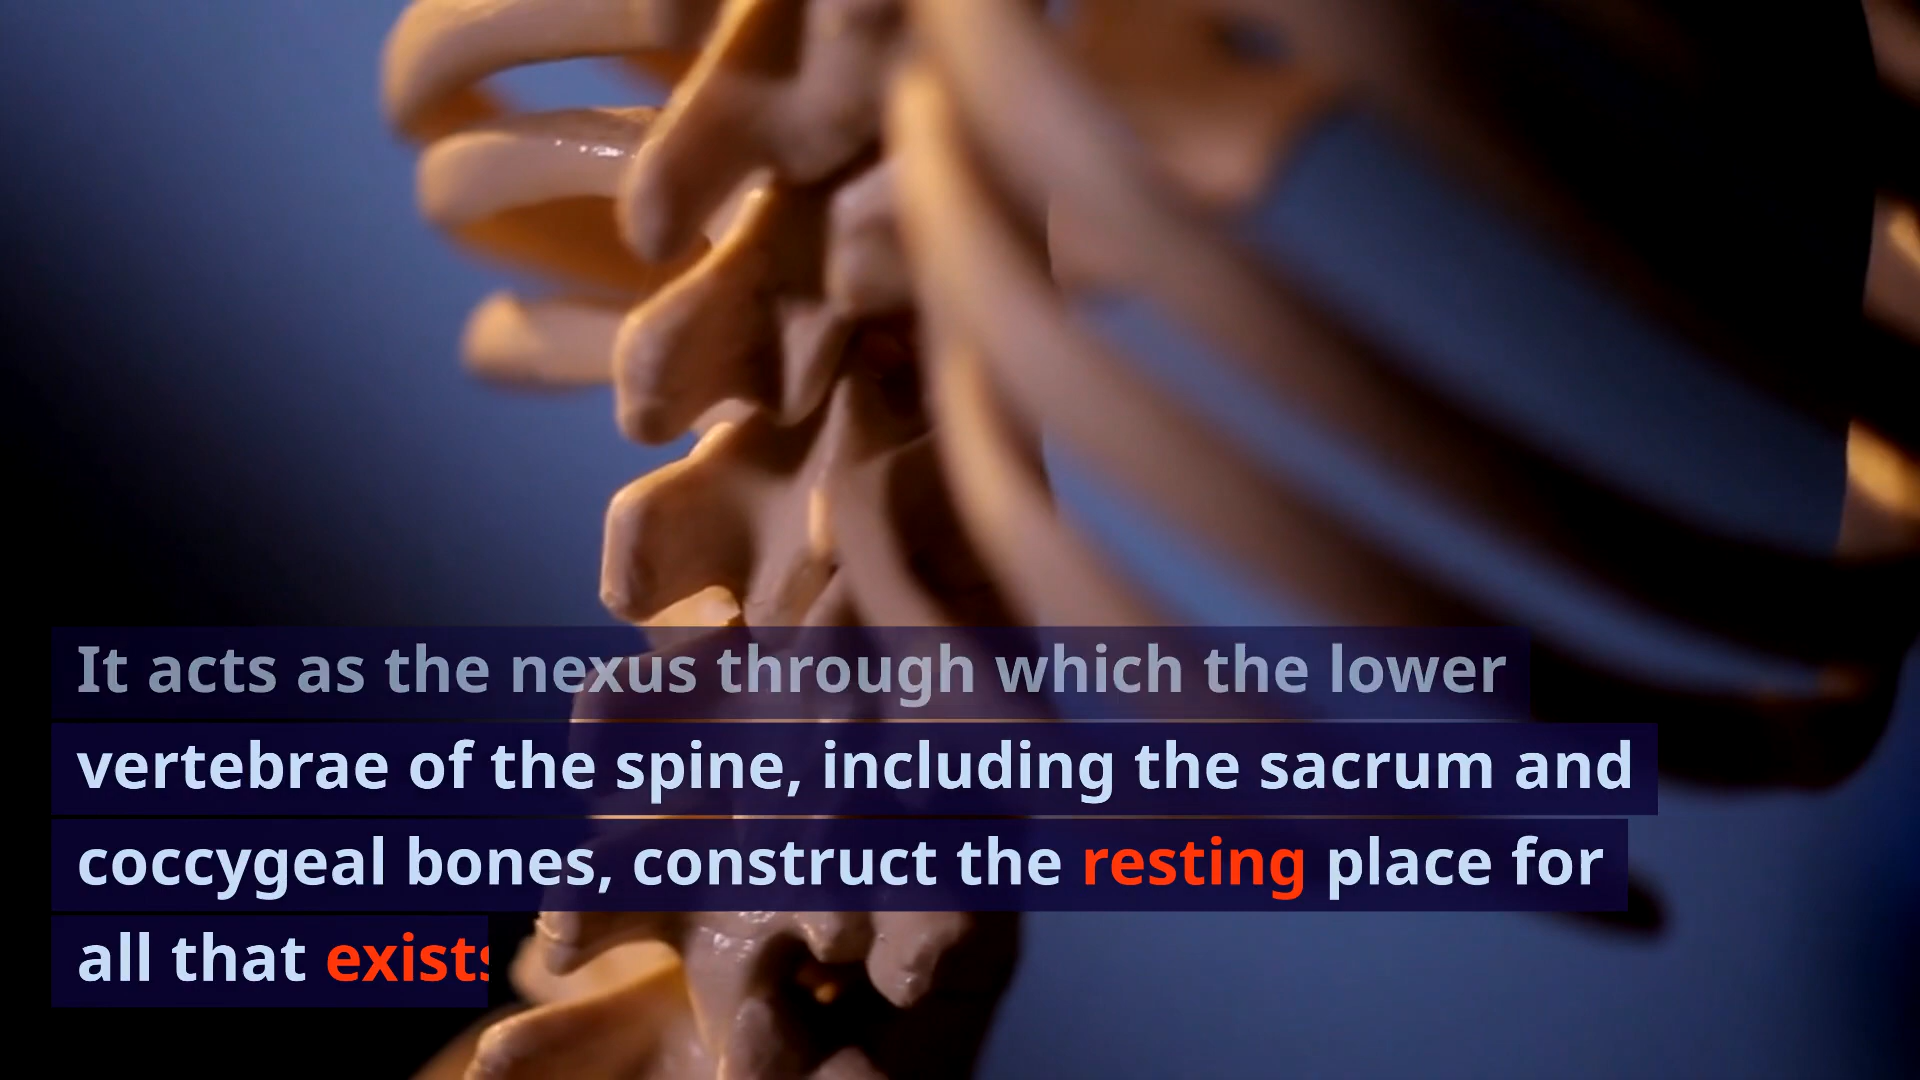 It acts as the nexus through which the lower
vertebrae of the spine, including the sacrum and
coccygeal bones, construct the resting place for
all that exists